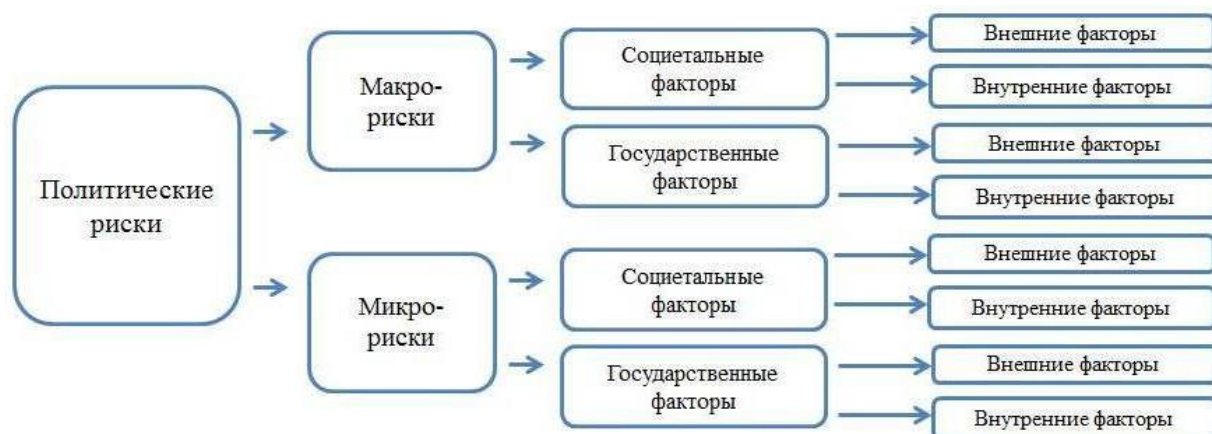 Политические
риски
Макро-
риски
Социетальные
факторы
Внешние факторы
Внутренние факторы
Государственные
факторы
Внешние факторы
Внутренние факторы
Микро-
риски
Социетальные
факторы
Внешние факторы
Внутренние факторы
Государственные
факторы
Внешние факторы
Внутренние факторы